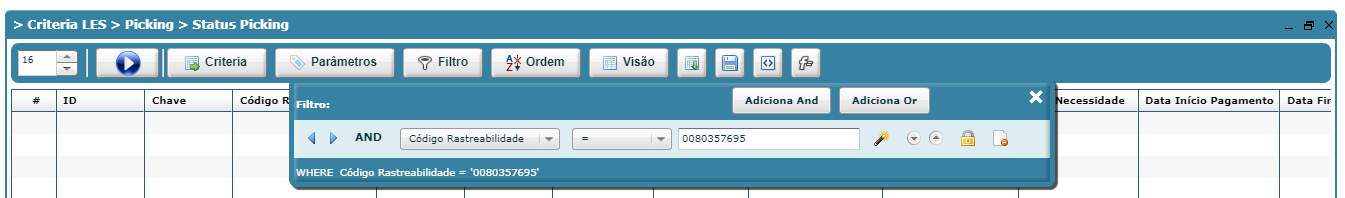 > Criteria LES > Picking > Status Picking
16 Criteria Parâmetros Filtro Ordem Visão
# ID Chave Código R Necessidade Data Início Pagamento Data Fir
Filtro: Adiciona And Adiciona Or
AND Código Rastreabilidade = 0080357695
WHERE Código Rastreabilidade = '0080357695'